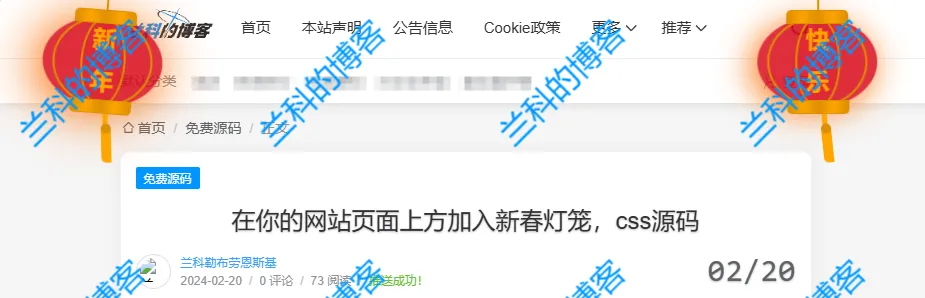 新年
快乐
兰科的博客
首页 本站声明 公告信息 Cookie政策 更多 推荐
默认分类
首页 / 免费源码 / 正文
免费源码
在你的网站页面上方加入新春灯笼，css源码
兰科勒布劳恩斯基
2024-02-20 / 0 评论 / 73 阅读 / 推送成功！
02/20
兰科的博客
兰科的博客
兰科的博客
兰科的博客
兰科的博客
兰科的博客
兰科的博客
兰科的博客